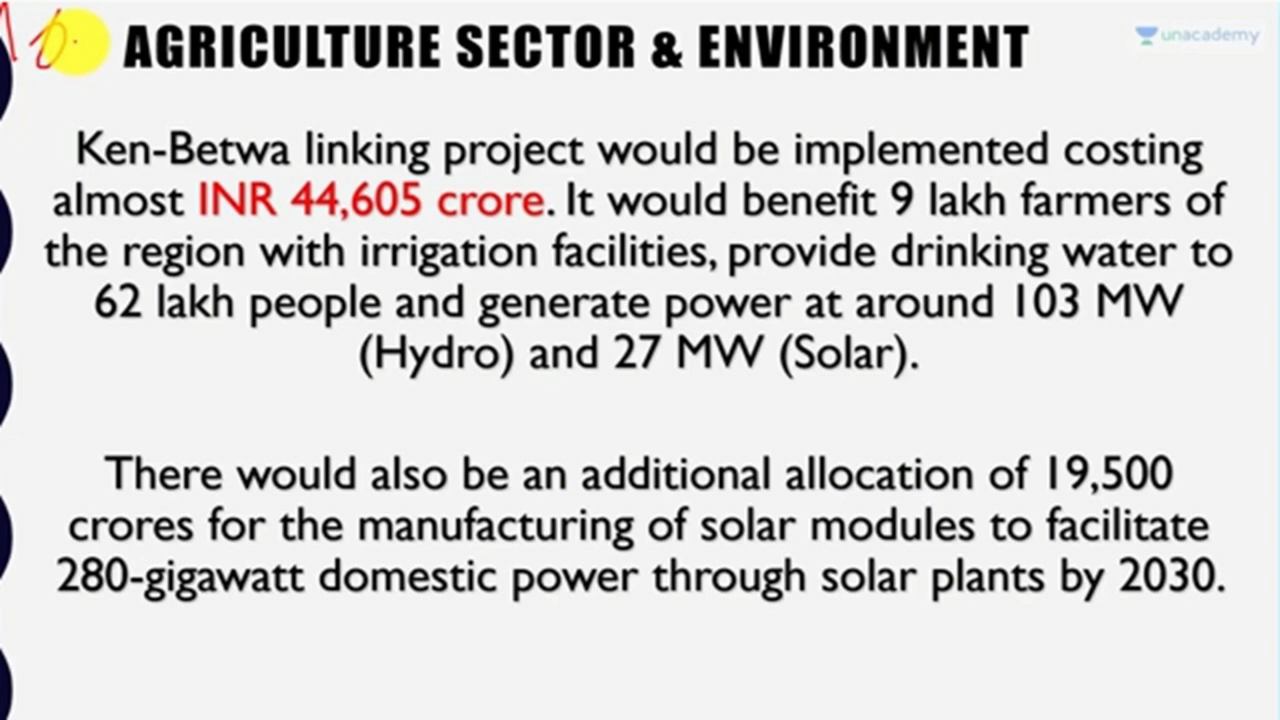 AGRICULTURE SECTOR & ENVIRONMENT
unacademy
Ken-Betwa linking project would be implemented costing
almost INR 44,605 crore. It would benefit 9 lakh farmers of
the region with irrigation facilities, provide drinking water to
62 lakh people and generate power at around 103 MW
(Hydro) and 27 MW (Solar).
There would also be an additional allocation of 19,500
crores for the manufacturing of solar modules to facilitate
280-gigawatt domestic power through solar plants by 2030.